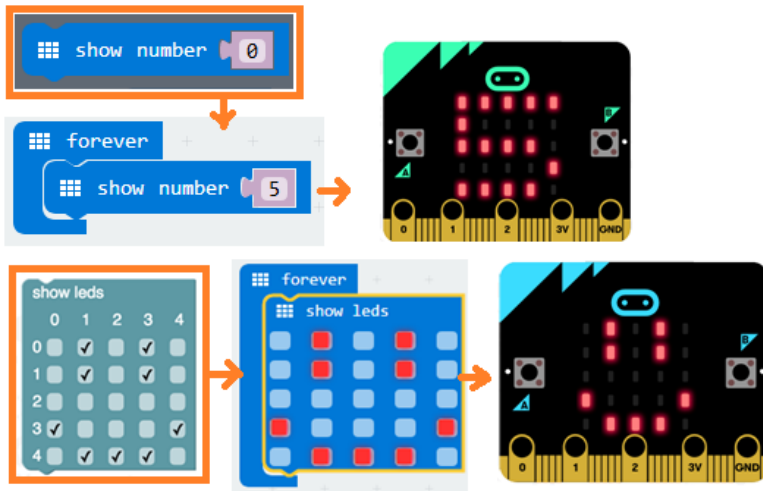 show number 0
forever
show number 5
A
B
0 1 2 3V GND
show leds
0 1 2 3 4
0
1
2
3
4
forever
show leds
A
B
0 1 2 3V GND